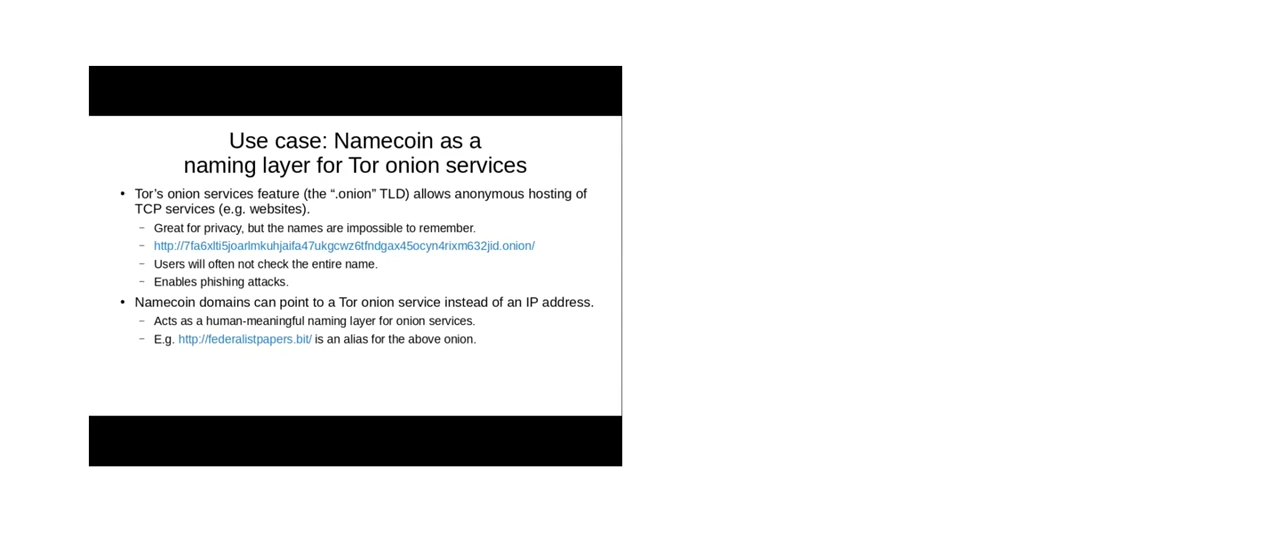 Use case: Namecoin as a
naming layer for Tor onion services
• Tor’s onion services feature (the “.onion” TLD) allows anonymous hosting of
TCP services (e.g. websites).
– Great for privacy, but the names are impossible to remember.
– http://7fa6xlti5joarlmkuhjaifa47ukgcwz6tfndgax45ocyn4rixm632jid.onion/
– Users will often not check the entire name.
– Enables phishing attacks.
• Namecoin domains can point to a Tor onion service instead of an IP address.
– Acts as a human-meaningful naming layer for onion services.
– E.g. http://federalistpapers.bit/ is an alias for the above onion.